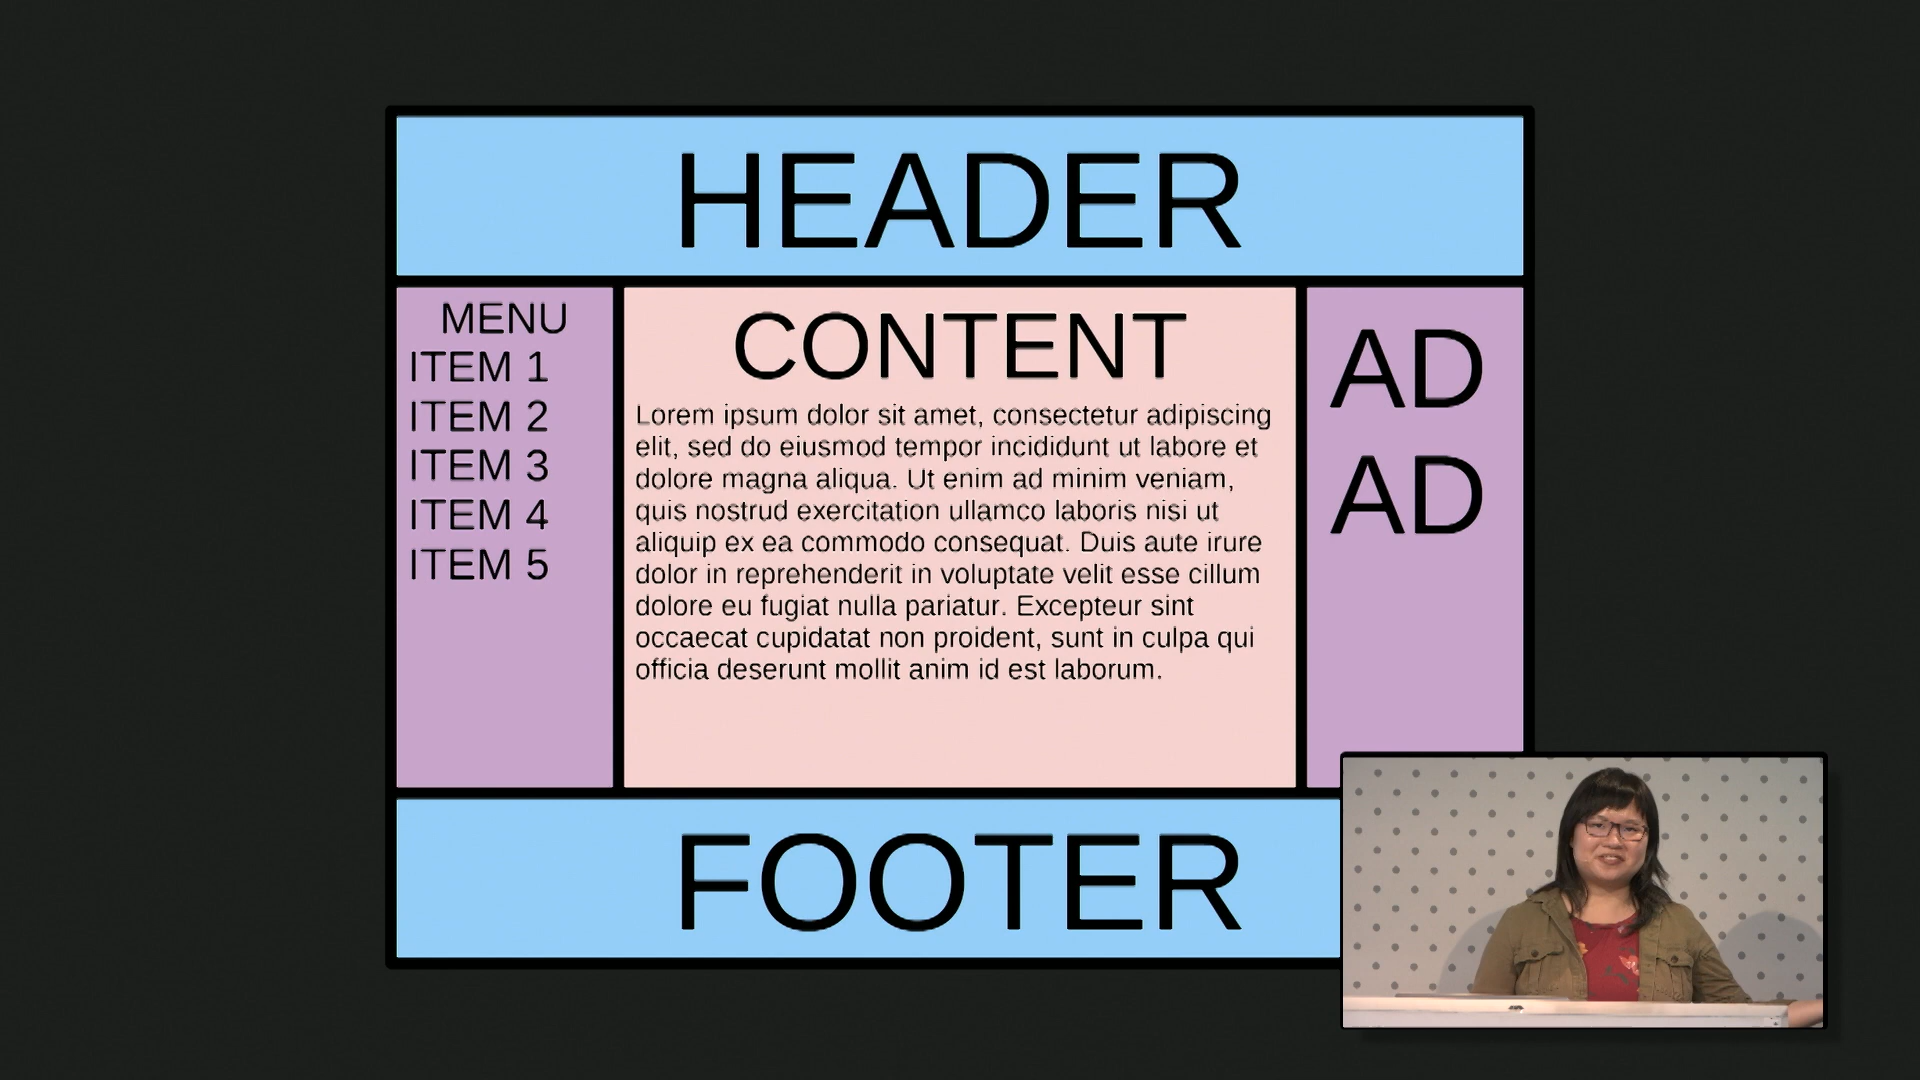 HEADER
MENU
ITEM 1
ITEM 2
ITEM 3
ITEM 4
ITEM 5
CONTENT
Lorem ipsum dolor sit amet, consectetur adipiscing
elit, sed do eiusmod tempor incididunt ut labore et
dolore magna aliqua. Ut enim ad minim veniam,
quis nostrud exercitation ullamco laboris nisi ut
aliquip ex ea commodo consequat. Duis aute irure
dolor in reprehenderit in voluptate velit esse cillum
dolore eu fugiat nulla pariatur. Excepteur sint
occaecat cupidatat non proident, sunt in culpa qui
officia deserunt mollit anim id est laborum.
AD
AD
FOOTER